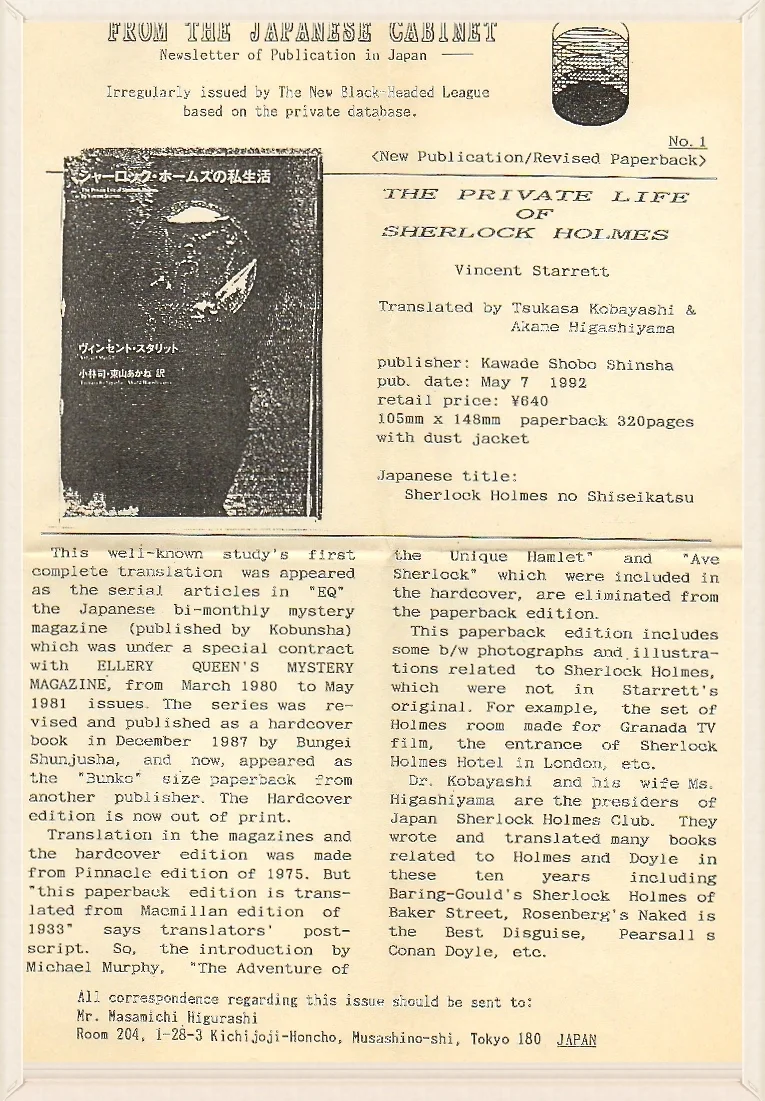 FROM THE JAPANESE CABINET
Newsletter of Publication in Japan
Irregularly issued by The New Black-Headed League
based on the private database.
No. 1
<New Publication/Revised Paperback>
シャーロック・ホームズの私生活
ヴィンセント・スタリット
小林司・東山あかね 訳
THE PRIVATE LIFE
OF
SHERLOCK HOLMES
Vincent Starrett
Translated by Tsukasa Kobayashi &
Akane Higashiyama
publisher: Kawade Shobo Shinsha
pub. date: May 7 1992
retail price: ¥640
105mm x 148mm paperback 320pages
with dust jacket
Japanese title:
Sherlock Holmes no Shiseikatsu
This well-known study's first
complete translation was appeared
as the serial articles in "EQ"
the Japanese bi-monthly mystery
magazine (published by Kobunsha)
which was under a special contract
with ELLERY QUEEN'S MYSTERY
MAGAZINE, from March 1980 to May
1981 issues. The series was re-
vised and published as a hardcover
book in December 1987 by Bungei
Shunjusha, and now, appeared as
the "Bunko" size paperback from
another publisher. The Hardcover
edition is now out of print.
Translation in the magazines and
the hardcover edition was made
from Pinnacle edition of 1975. But
"this paperback edition is trans-
lated from Macmillan edition of
1933" says translators' post-
script. So, the introduction by
Michael Murphy, "The Adventure of
the Unique Hamlet" and "Ave
Sherlock" which were included in
the hardcover, are eliminated from
the paperback edition.
This paperback edition includes
some b/w photographs and illustra-
tions related to Sherlock Holmes,
which were not in Starrett's
original. For example, the set of
Holmes room made for Granada TV
film, the entrance of Sherlock
Holmes Hotel in London, etc.
Dr. Kobayashi and his wife Ms.
Higashiyama are the presiders of
Japan Sherlock Holmes Club. They
wrote and translated many books
related to Holmes and Doyle in
these ten years including
Baring-Gould's Sherlock Holmes of
Baker Street, Rosenberg's Naked is
the Best Disguise, Pearsall s
Conan Doyle, etc.
All correspondence regarding this issue should be sent to:
Mr. Masamichi Higurashi
Room 204, 1-28-3 Kichijoji-Honcho, Musashino-shi, Tokyo 180 JAPAN